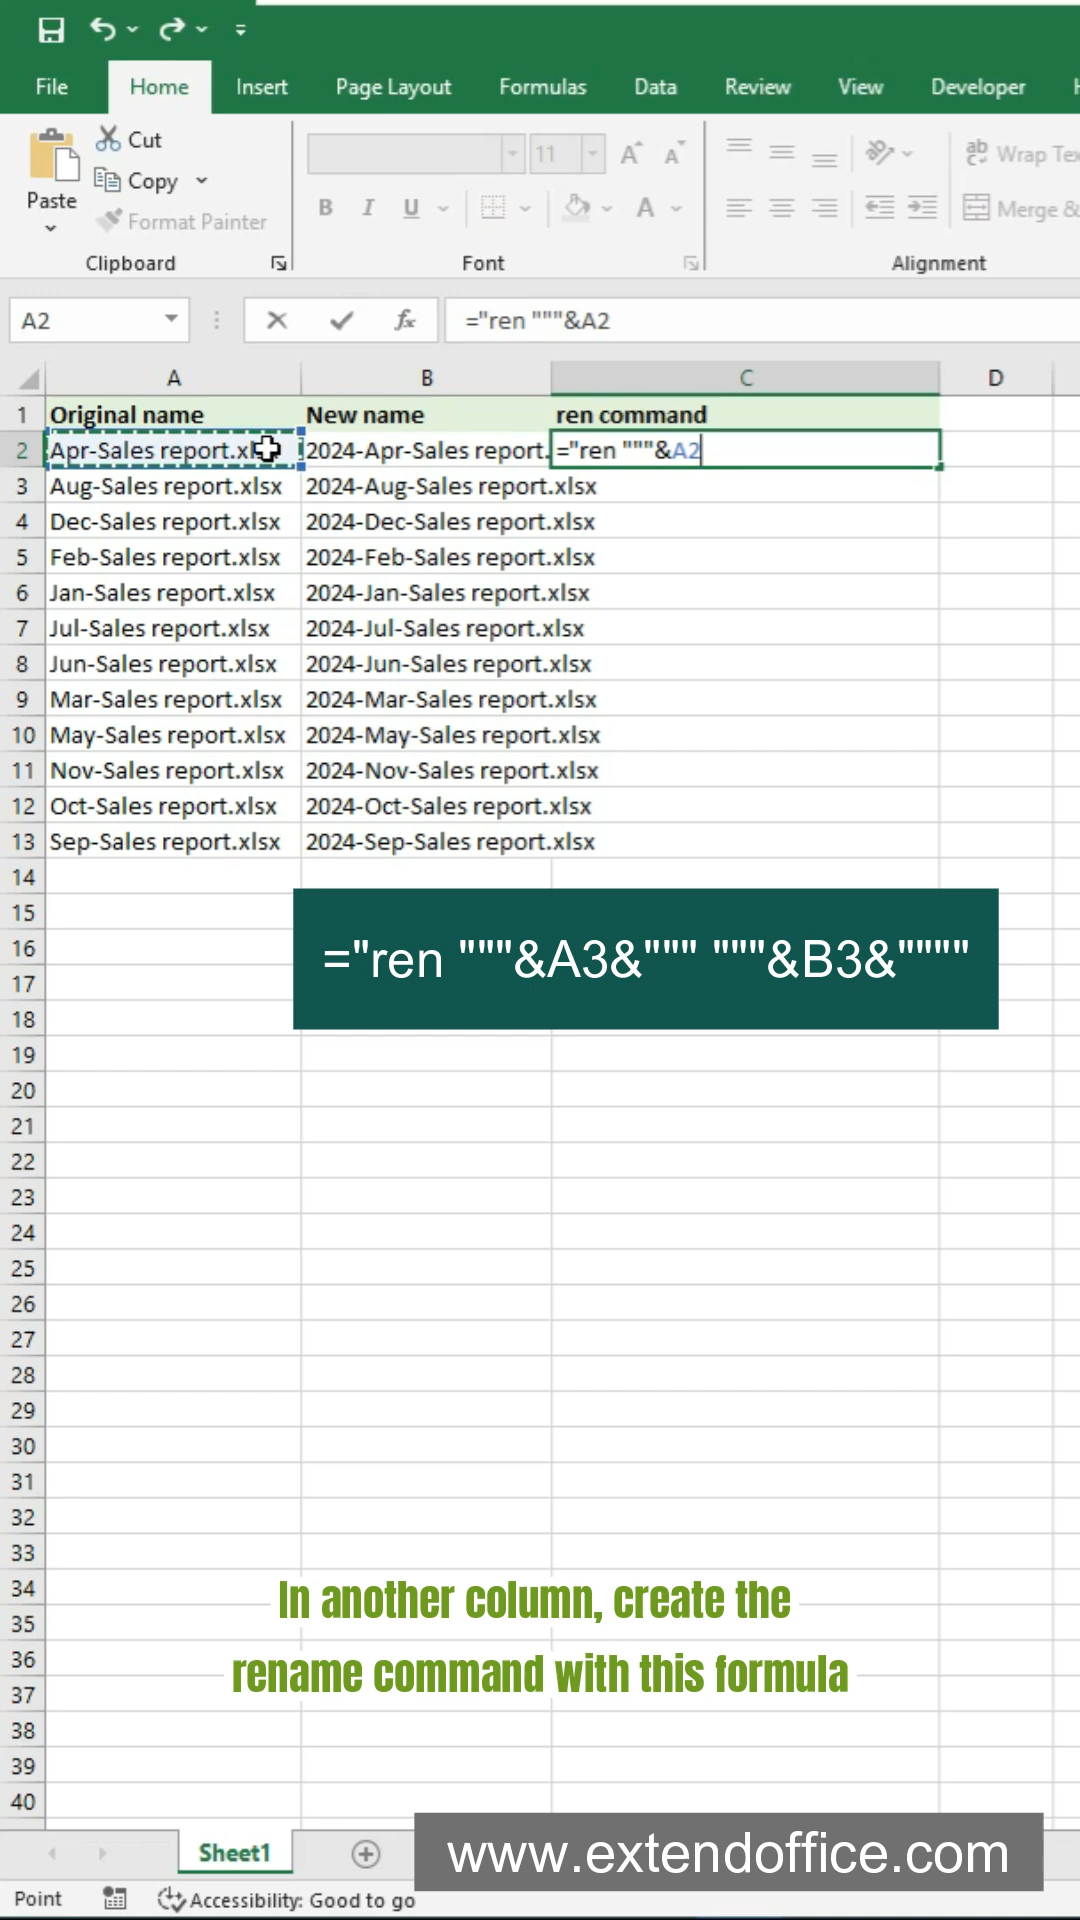 File Home Insert Page Layout Formulas Data Review View Developer
Cut
Copy
Paste
Format Painter
11
Wrap Tex
B I U A
Merge &
Clipboard Font Alignment
A2 fx ="ren """&A2
A B C D
1 Original name New name ren command
2 Apr-Sales report.xl 2024-Apr-Sales report. ="ren """&A2
3 Aug-Sales report.xlsx 2024-Aug-Sales report.xlsx
4 Dec-Sales report.xlsx 2024-Dec-Sales report.xlsx
5 Feb-Sales report.xlsx 2024-Feb-Sales report.xlsx
6 Jan-Sales report.xlsx 2024-Jan-Sales report.xlsx
7 Jul-Sales report.xlsx 2024-Jul-Sales report.xlsx
8 Jun-Sales report.xlsx 2024-Jun-Sales report.xlsx
9 Mar-Sales report.xlsx 2024-Mar-Sales report.xlsx
10 May-Sales report.xlsx 2024-May-Sales report.xlsx
11 Nov-Sales report.xlsx 2024-Nov-Sales report.xlsx
12 Oct-Sales report.xlsx 2024-Oct-Sales report.xlsx
13 Sep-Sales report.xlsx 2024-Sep-Sales report.xlsx
14
15
16 ="ren """&A3&""" """&B3&""""
17
18
19
20
21
22
23
24
25
26
27
28
29
30
31
32
33
34 In another column, create the
35
36 rename command with this formula
37
38
39
40
Sheet1
www.extendoffice.com
Point Accessibility: Good to go